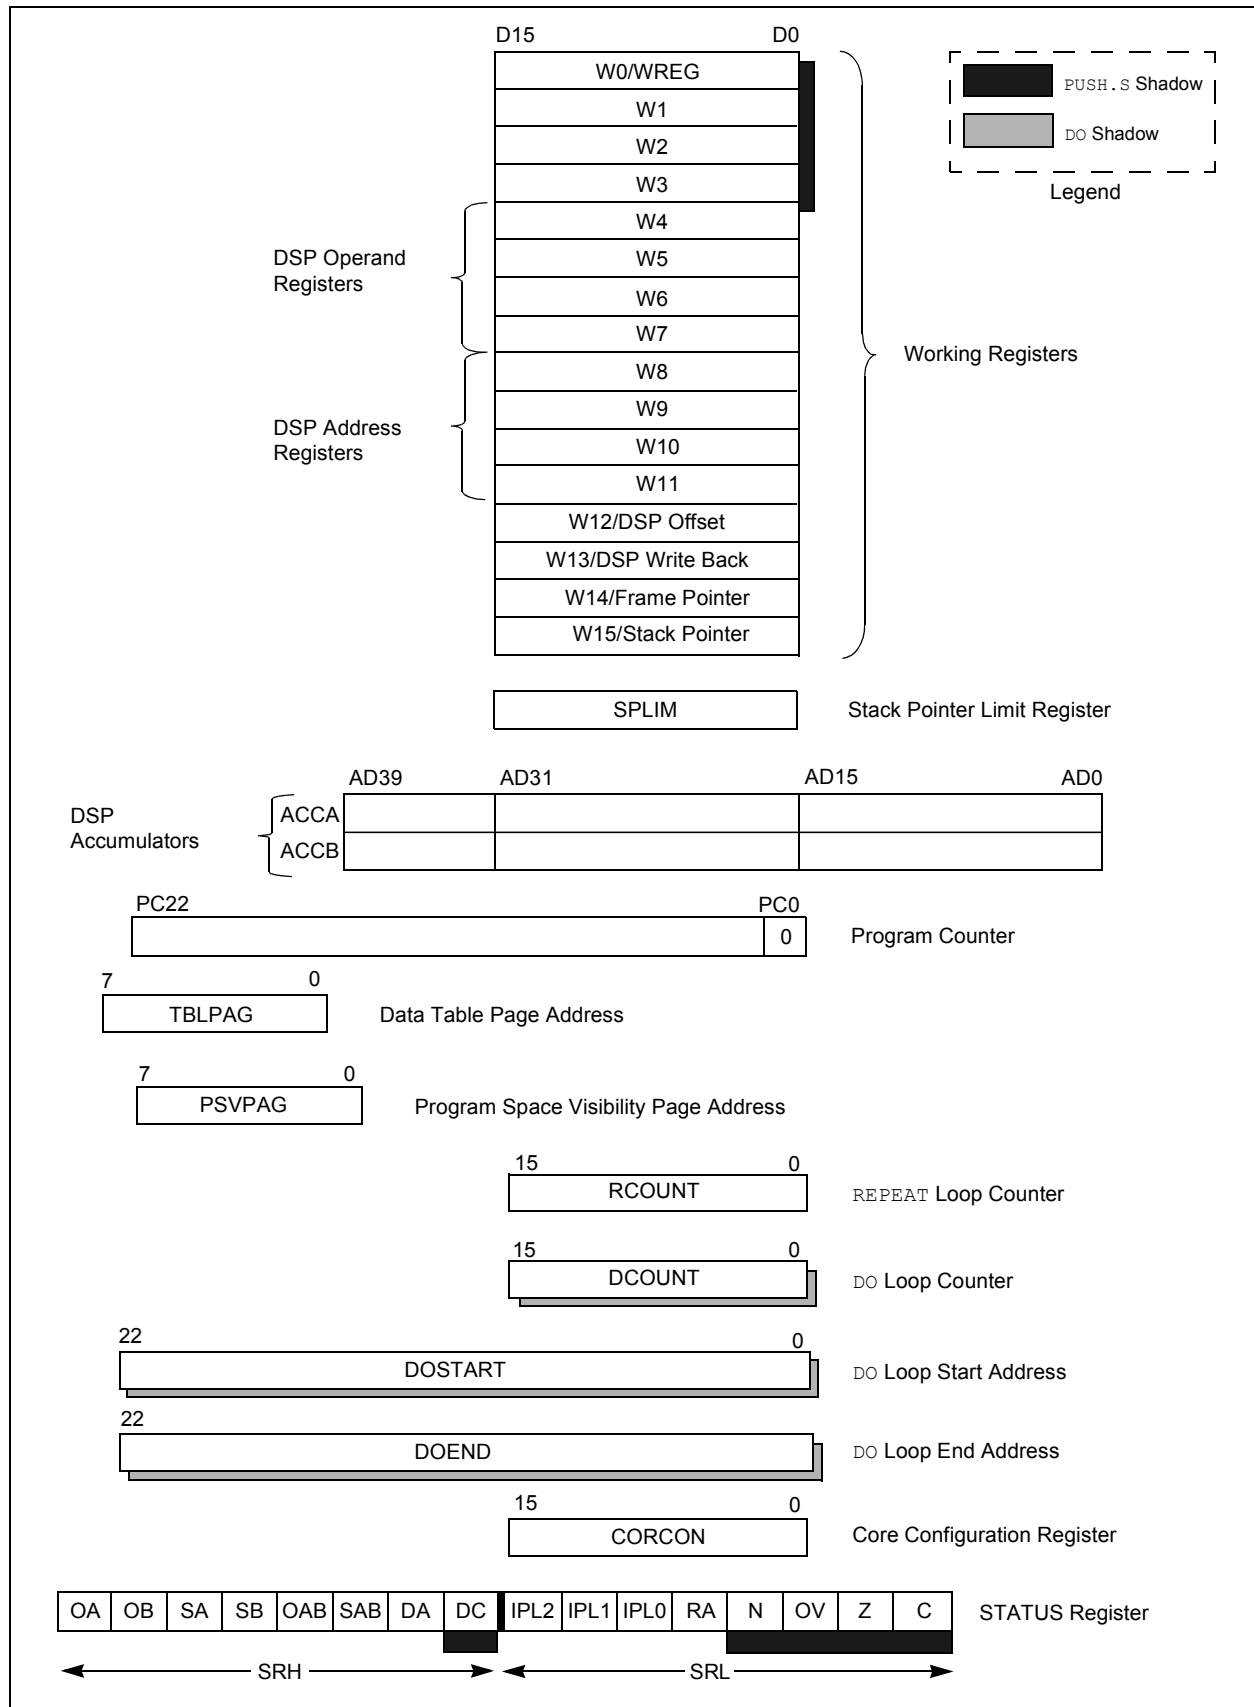 D15 D0
W0/WREG
W1
W2
W3
W4
W5
W6
W7
W8
W9
W10
W11
W12/DSP Offset
W13/DSP Write Back
W14/Frame Pointer
W15/Stack Pointer
PUSH.S Shadow
DO Shadow
Legend
DSP Operand
Registers
DSP Address
Registers
Working Registers
SPLIM
Stack Pointer Limit Register
AD39 AD31 AD15 AD0
DSP
Accumulators
ACCA
ACCB
PC22 PC0
0
Program Counter
7 0
TBLPAG
Data Table Page Address
7 0
PSVPAG
Program Space Visibility Page Address
15 0
RCOUNT
REPEAT Loop Counter
15 0
DCOUNT
DO Loop Counter
22 0
DOSTART
DO Loop Start Address
22
DOEND
DO Loop End Address
15 0
CORCON
Core Configuration Register
OA OB SA SB OAB SAB DA DC IPL2 IPL1 IPL0 RA N OV Z C
STATUS Register
SRH SRL